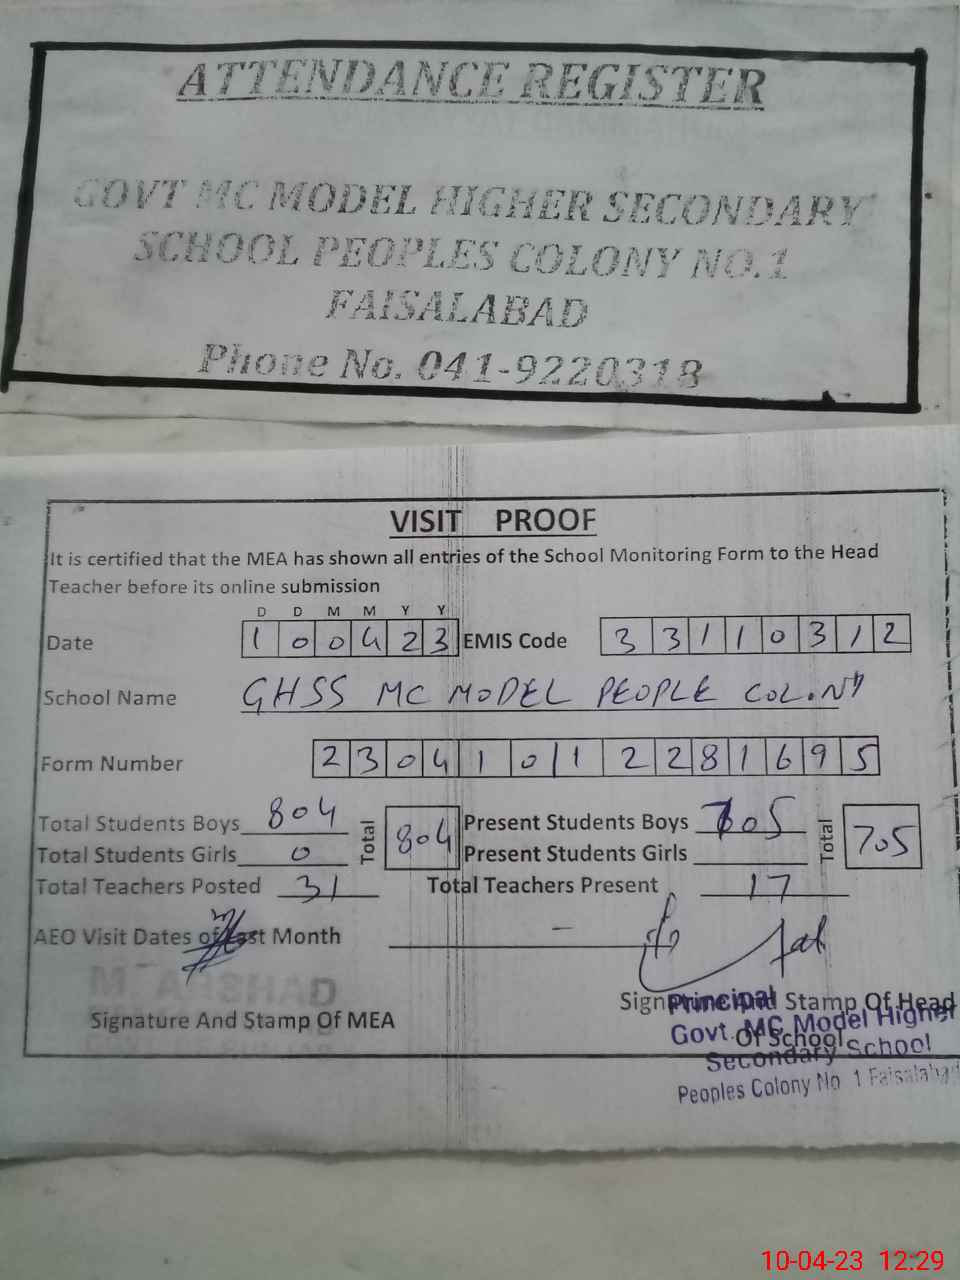 ATTENDANCE REGISTER
GOVT MC MODEL HIGHER SECONDARY
SCHOOL PEOPLES COLONY NO.1
FAISALABAD
Phone No. 041-9220318
VISIT PROOF
It is certified that the MEA has shown all entries of the School Monitoring Form to the Head
Teacher before its online submission
D D M M Y Y
Date 1 0 0 4 2 3 EMIS Code 3 3 1 1 0 3 1 2
School Name GHSS MC MODEL PEOPLE COLONY
Form Number 2 3 0 4 1 0 1 2 2 8 1 6 9 5
Total Students Boys 804 Total 804 Present Students Boys 705 Total 705
Total Students Girls 0 Present Students Girls
Total Teachers Posted 31 Total Teachers Present 17
AEO Visit Dates of Last Month —
M. ARSHAD
Signature And Stamp Of MEA
Signature And Stamp Of Head
Of School
Principal
Govt. MC Model Higher
Secondary School
Peoples Colony No. 1 Faisalabad
10-04-23 12:29